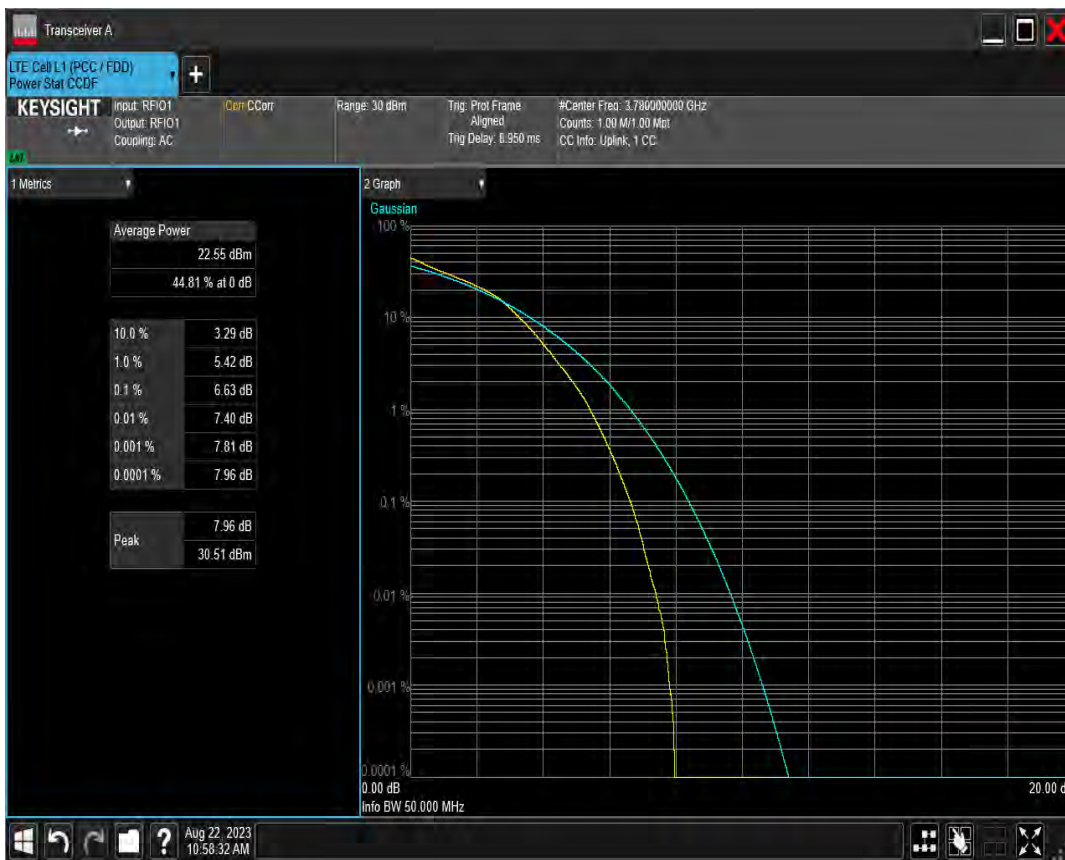 Transceiver A
LTE Cell L1 (PCC / FDD)
Power Stat CCDF
KEYSIGHT
Input: RFIO1
Output: RFIO1
Coupling: AC
Corr CCorr
Range: 30 dBm
Trig: Prot Frame
Aligned
Trig Delay: 8.950 ms
#Center Freq: 3.780000000 GHz
Counts: 1.00 M/1.00 Mpt
CC Info: Uplink, 1 CC
1 Metrics
Average Power
22.55 dBm
44.81 % at 0 dB
10.0 % 3.29 dB
1.0 % 5.42 dB
0.1 % 6.63 dB
0.01 % 7.40 dB
0.001 % 7.81 dB
0.0001 % 7.96 dB
Peak
7.96 dB
30.51 dBm
2 Graph
Gaussian
100 %
10 %
1 %
0.1 %
0.01 %
0.001 %
0.0001 %
0.00 dB
20.00 d
Info BW 50.000 MHz
Aug 22, 2023
10:58:32 AM